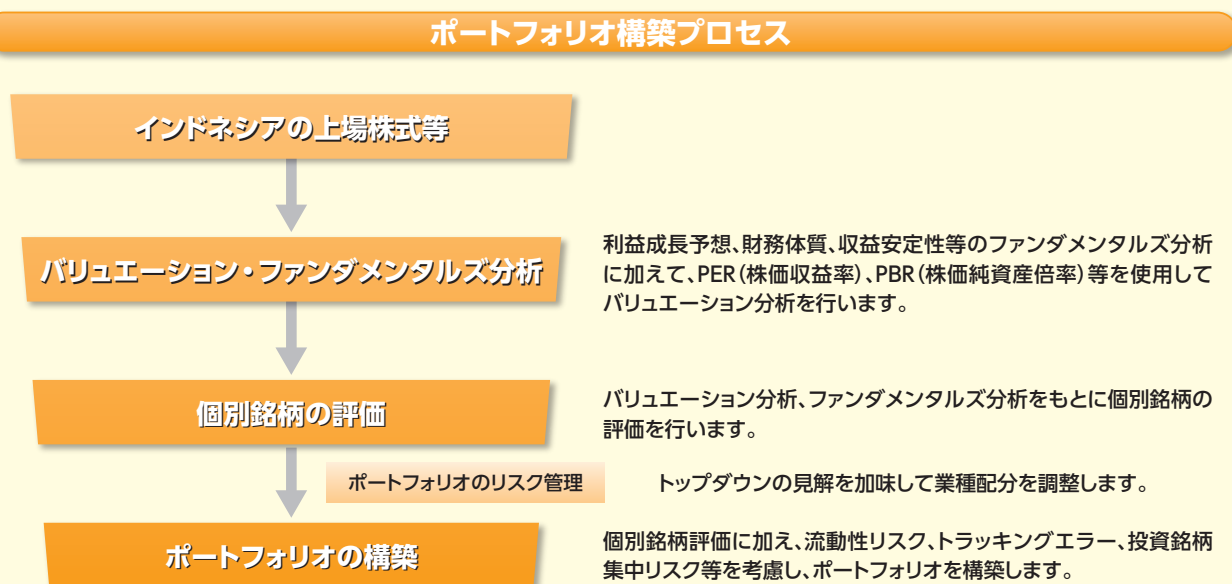 ポートフォリオ構築プロセス
インドネシアの上場株式等
バリュエーション・ファンダメンタルズ分析
利益成長予想、財務体質、収益安定性等のファンダメンタルズ分析
に加えて、PER(株価収益率)、PBR(株価純資産倍率)等を使用して
バリュエーション分析を行います。
個別銘柄の評価
バリュエーション分析、ファンダメンタルズ分析をもとに個別銘柄の
評価を行います。
ポートフォリオのリスク管理
トップダウンの見解を加味して業種配分を調整します。
ポートフォリオの構築
個別銘柄評価に加え、流動性リスク、トラッキングエラー、投資銘柄
集中リスク等を考慮し、ポートフォリオを構築します。